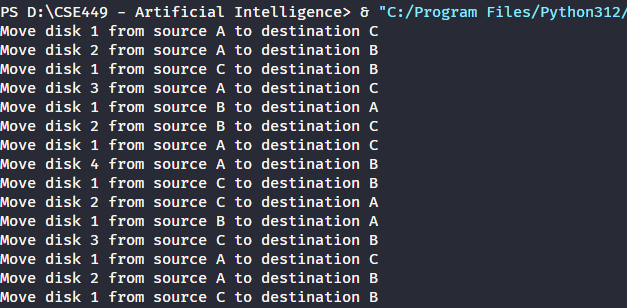 PS D:\CSE449 - Artificial Intelligence> & "C:/Program Files/Python312/
Move disk 1 from source A to destination C
Move disk 2 from source A to destination B
Move disk 1 from source C to destination B
Move disk 3 from source A to destination C
Move disk 1 from source B to destination A
Move disk 2 from source B to destination C
Move disk 1 from source A to destination C
Move disk 4 from source A to destination B
Move disk 1 from source C to destination B
Move disk 2 from source C to destination A
Move disk 1 from source B to destination A
Move disk 3 from source C to destination B
Move disk 1 from source A to destination C
Move disk 2 from source A to destination B
Move disk 1 from source C to destination B